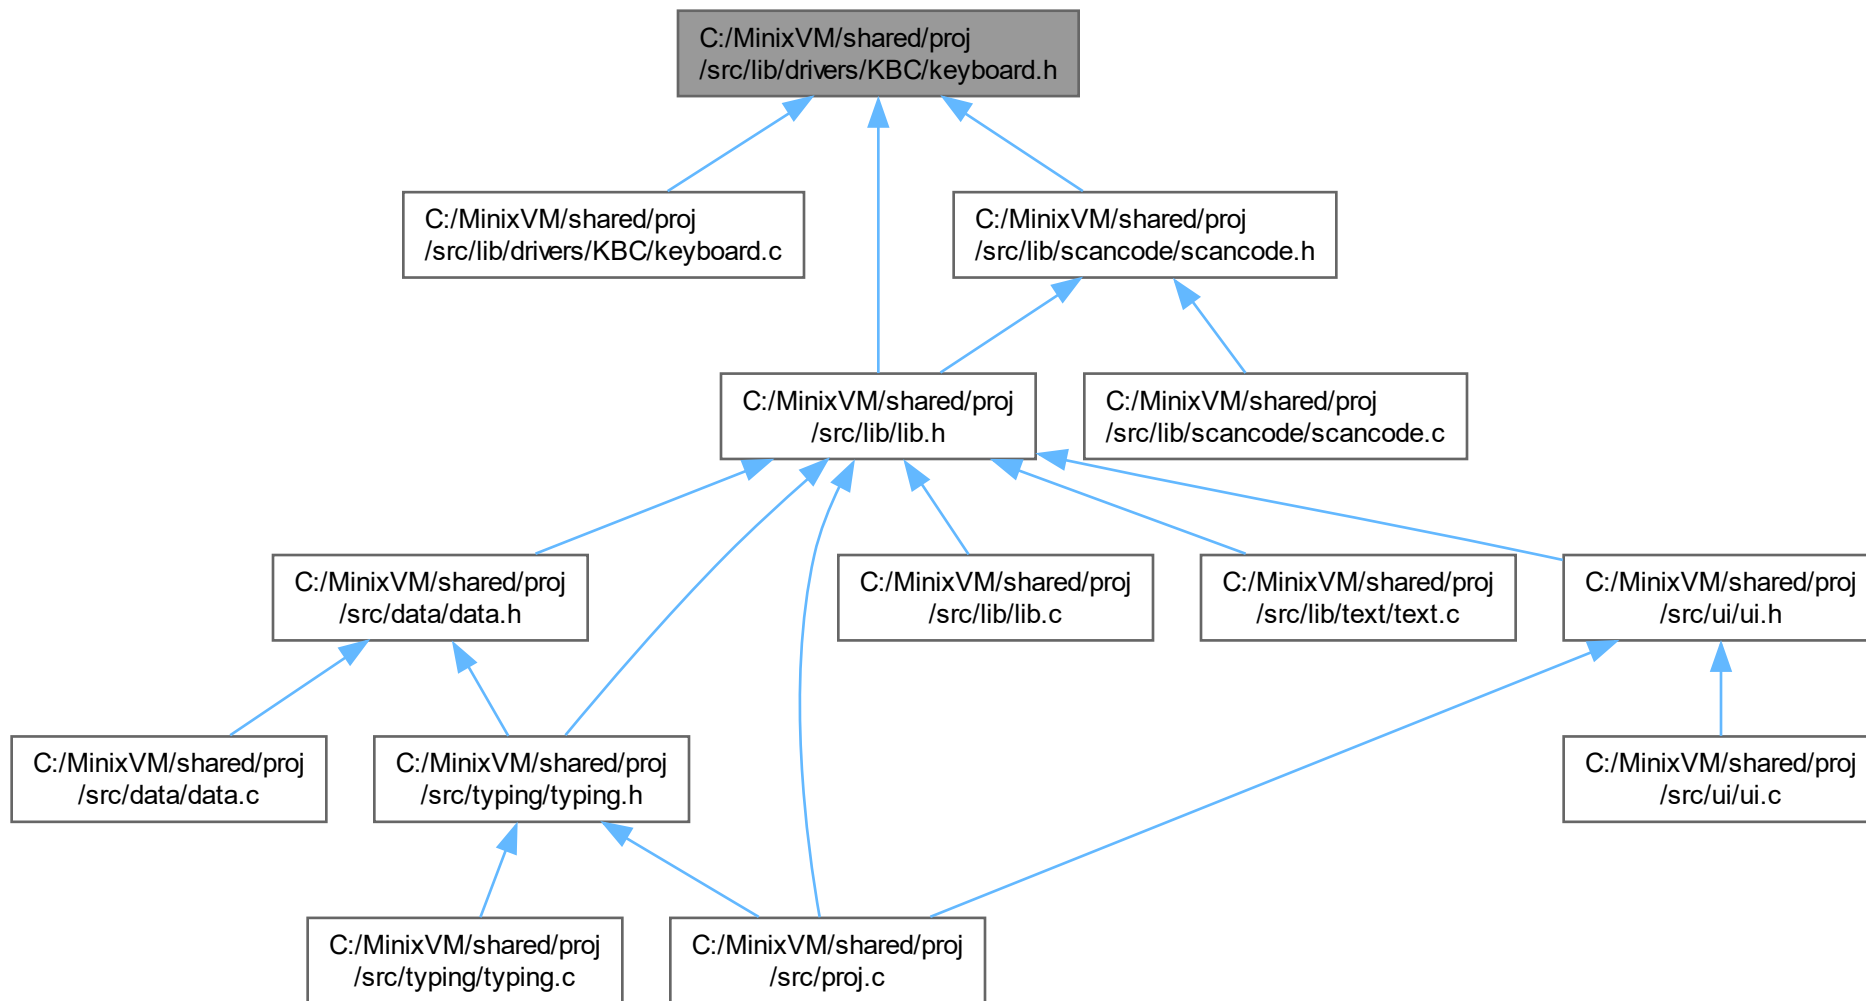 C:/MinixVM/shared/proj
/src/lib/drivers/KBC/keyboard.h
C:/MinixVM/shared/proj
/src/lib/drivers/KBC/keyboard.c
C:/MinixVM/shared/proj
/src/lib/scancode/scancode.h
C:/MinixVM/shared/proj
/src/lib/lib.h
C:/MinixVM/shared/proj
/src/lib/scancode/scancode.c
C:/MinixVM/shared/proj
/src/data/data.h
C:/MinixVM/shared/proj
/src/lib/lib.c
C:/MinixVM/shared/proj
/src/lib/text/text.c
C:/MinixVM/shared/proj
/src/ui/ui.h
C:/MinixVM/shared/proj
/src/data/data.c
C:/MinixVM/shared/proj
/src/typing/typing.h
C:/MinixVM/shared/proj
/src/ui/ui.c
C:/MinixVM/shared/proj
/src/typing/typing.c
C:/MinixVM/shared/proj
/src/proj.c